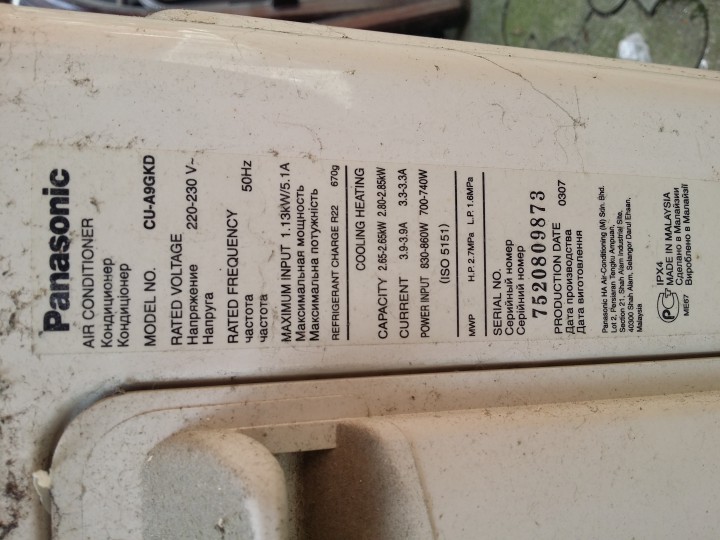 Panasonic
AIR CONDITIONER
Кондиционер
Кондиціонер
MODEL NO. CU-A9GKD
RATED VOLTAGE 220-230 V~
Напряжение
Напруга
RATED FREQUENCY 50Hz
частота
частота
MAXIMUM INPUT 1.13kW/5.1A
Максимальная мощность
Максимальна потужність
REFRIGERANT CHARGE R22 670g
COOLING HEATING
CAPACITY 2.65-2.65kW 2.80-2.85kW
CURRENT 3.9-3.9A 3.3-3.3A
POWER INPUT 830-860W 700-740W
(ISO 5151)
MWP H.P. 2.7MPa L.P. 1.6MPa
SERIAL NO.
Серийный номер
Серійний номер
7520809873
PRODUCTION DATE 0307
Дата производства
Дата виготовлення
Panasonic HA Air-Conditioning (M) Sdn. Bhd.
Lot 2, Persiaran Tengku Ampuan,
Section 21, Shah Alam Industrial Site,
40300 Shah Alam, Selangor Darul Ehsan,
Malaysia
IPX4
MADE IN MALAYSIA
Сделано в Малайзии
Вироблено в Малайзії
ME67